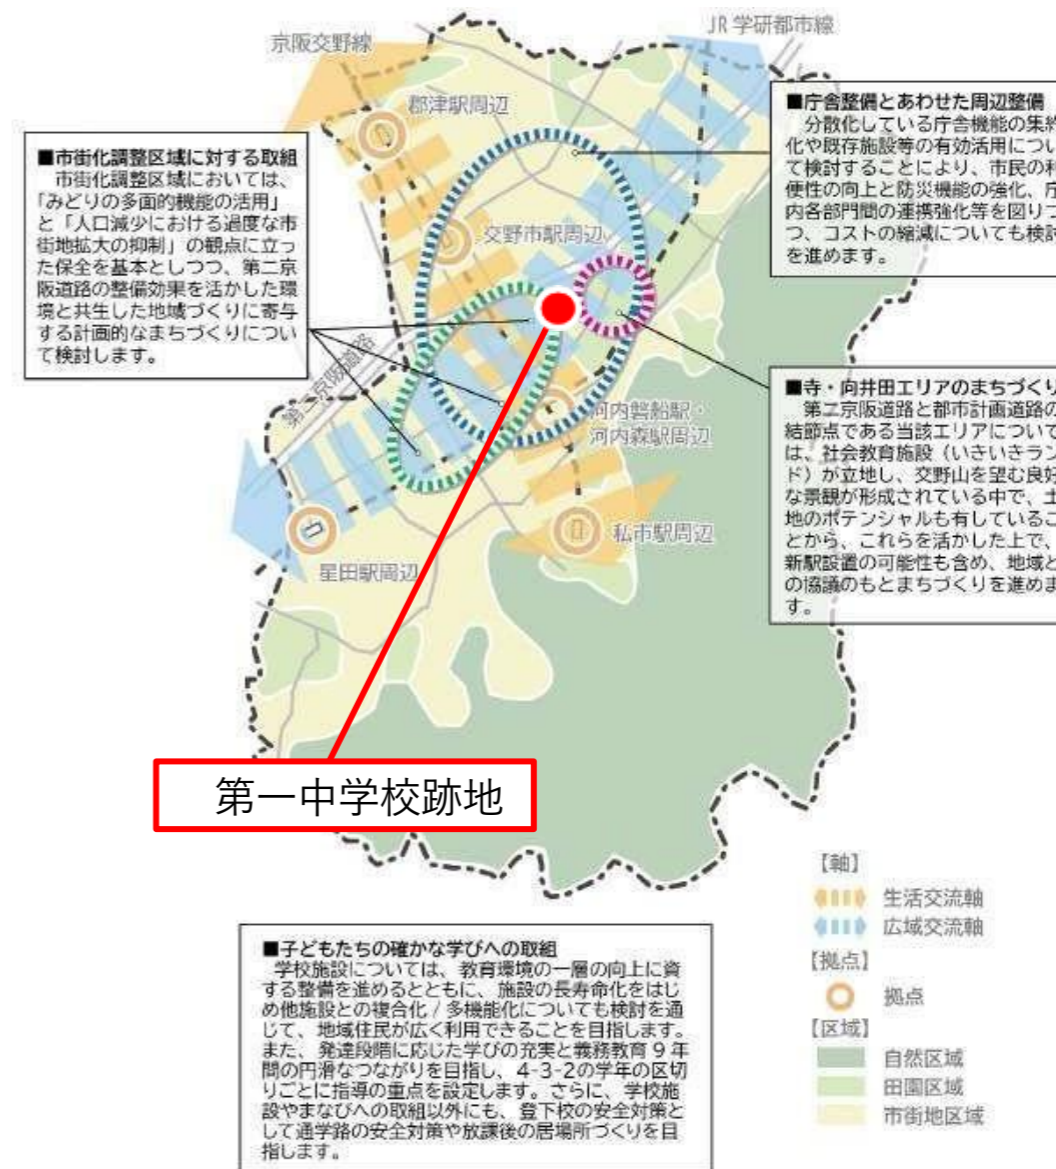 京阪交野線
JR 学研都市線
郡津駅周辺
■庁舎整備とあわせた周辺整備
分散化している庁舎機能の集約
化や既存施設等の有効活用につい
て検討することにより、市民の利
便性の向上と防災機能の強化、庁
内各部門間の連携強化等を図りつ
つ、コストの縮減についても検討
を進めます。
■市街化調整区域に対する取組
市街化調整区域においては、
「みどりの多面的機能の活用」
と「人口減少における過度な市
街地拡大の抑制」の観点に立っ
た保全を基本としつつ、第二京
阪道路の整備効果を活かした環
境と共生した地域づくりに寄与
する計画的なまちづくりについ
て検討します。
交野市駅周辺
第二京阪道路
河内磐船駅・
河内森駅周辺
■寺・向井田エリアのまちづくり
第二京阪道路と都市計画道路の
結節点である当該エリアについて
は、社会教育施設（いきいきラン
ド）が立地し、交野山を望む良好
な景観が形成されている中で、土
地のポテンシャルも有しているこ
とから、これらを活かした上で、
新駅設置の可能性も含め、地域と
の協議のもとまちづくりを進めま
す。
私市駅周辺
星田駅周辺
第一中学校跡地
■子どもたちの確かな学びへの取組
学校施設については、教育環境の一層の向上に資
する整備を進めるとともに、施設の長寿命化をはじ
め他施設との複合化 / 多機能化についても検討を通
じて、地域住民が広く利用できることを目指します。
また、発達段階に応じた学びの充実と義務教育 9 年
間の円滑なつながりを目指し、4-3-2の学年の区切
りごとに指導の重点を設定します。さらに、学校施
設やまなびへの取組以外にも、登下校の安全対策と
して通学路の安全対策や放課後の居場所づくりを目
指します。
【軸】
生活交流軸
広域交流軸
【拠点】
拠点
【区域】
自然区域
田園区域
市街地区域